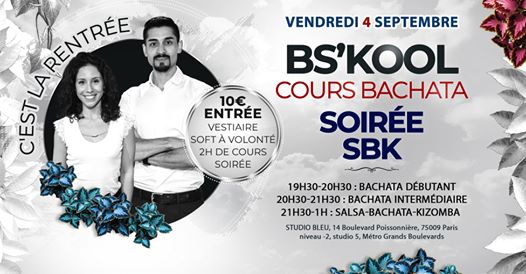 C'EST LA RENTRÉE
10€
ENTRÉE
VESTIAIRE
SOFT À VOLONTÉ
2H DE COURS
SOIRÉE
VENDREDI 4 SEPTEMBRE
BS'KOOL
COURS BACHATA
SOIRÉE
SBK
19H30-20H30 : BACHATA DÉBUTANT
20H30-21H30 : BACHATA INTERMÉDIAIRE
21H30-1H : SALSA-BACHATA-KIZOMBA
STUDIO BLEU, 14 Boulevard Poissonnière, 75009 Paris
niveau -2, studio 5, Métro Grands Boulevards